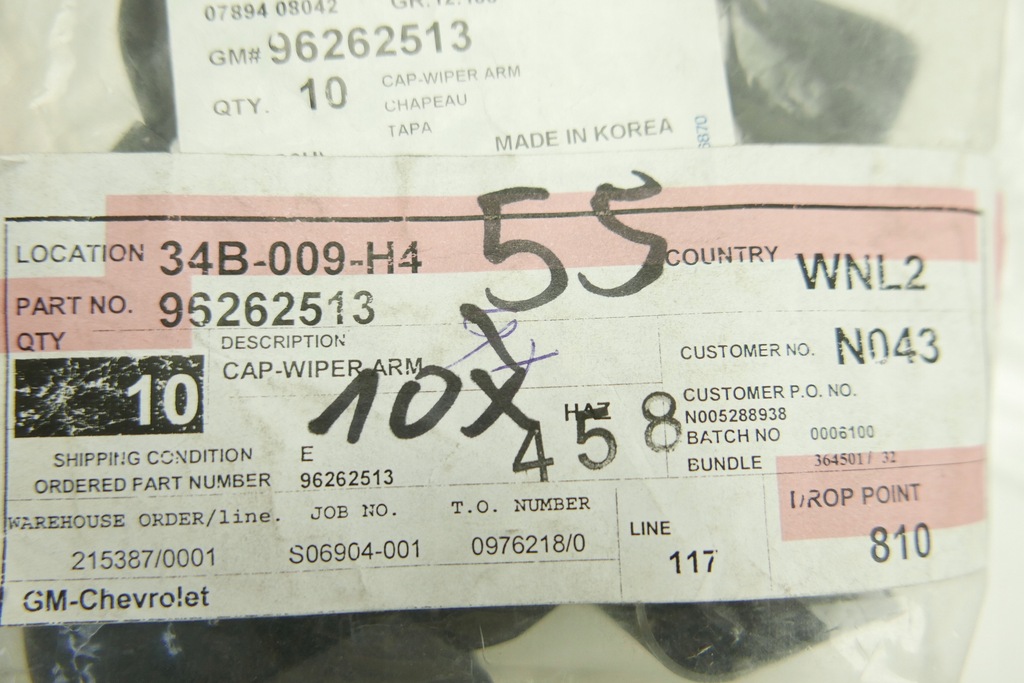 07894 08042
GM# 96262513
QTY. 10 CAP-WIPER ARM
CHAPEAU
TAPA
MADE IN KOREA
3870
55
LOCATION 34B-009-H4 COUNTRY WNL2
PART NO. 96262513
QTY 10
DESCRIPTION
CAP-WIPER ARM
10X
CUSTOMER NO. N043
HAZ
458
CUSTOMER P.O. NO.
N005288938
BATCH NO 0006100
BUNDLE 364501/ 32
SHIPPING CONDITION E
ORDERED PART NUMBER 96262513
WAREHOUSE ORDER/line. JOB NO. T.O. NUMBER
215387/0001 S06904-001 0976218/0
LINE
117
DROP POINT
810
GM-Chevrolet